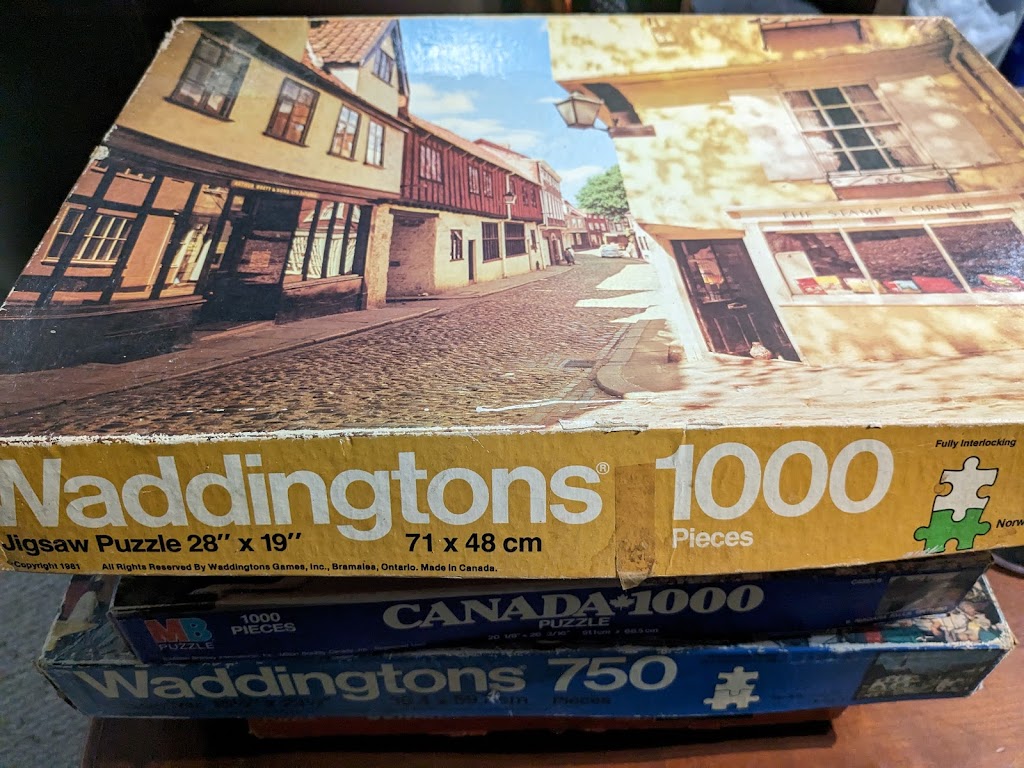 THE STAMP CORNER
Waddingtons® 1000
Pieces
Fully Interlocking
Jigsaw Puzzle 28" x 19" 71 x 48 cm
Copyright 1981 All Rights Reserved By Waddingtons Games, Inc., Bramalea, Ontario. Made in Canada.
MB
PUZZLE
1000
PIECES
CANADA 1000
PUZZLE
Waddingtons 750
Pieces